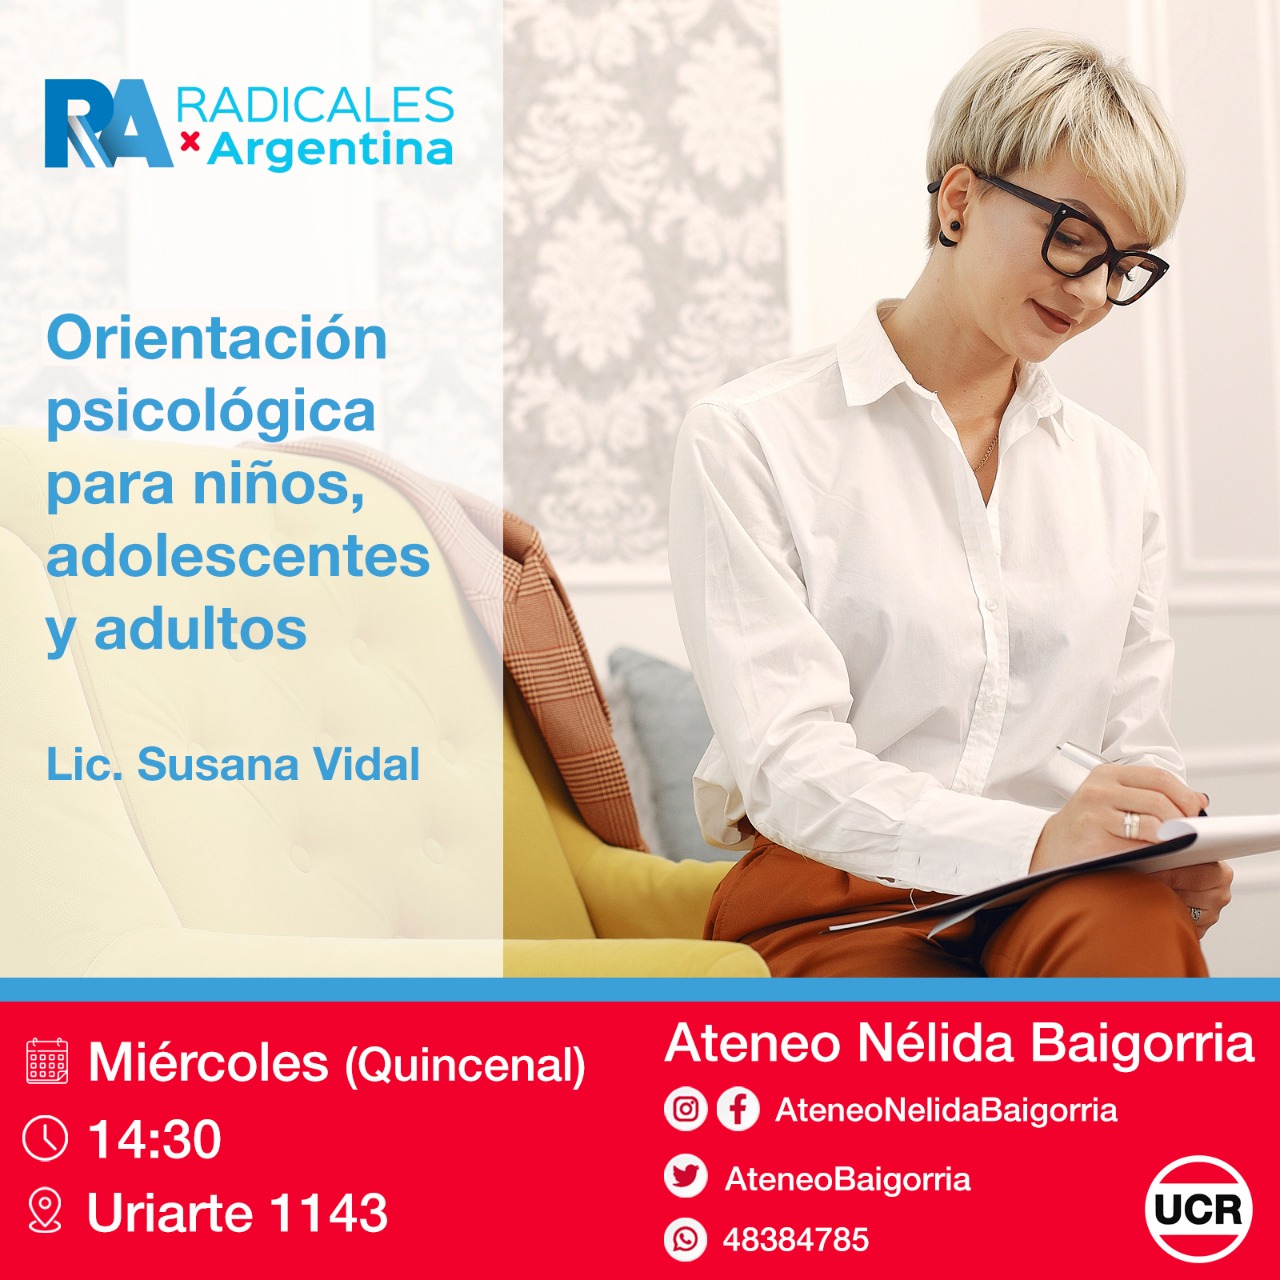 RA RADICALES
x Argentina
Orientación
psicológica
para niños,
adolescentes
y adultos
Lic. Susana Vidal
Miércoles (Quincenal)
14:30
Uriarte 1143
Ateneo Nélida Baigorria
AteneoNelidaBaigorria
AteneoBaigorria
48384785
UCR